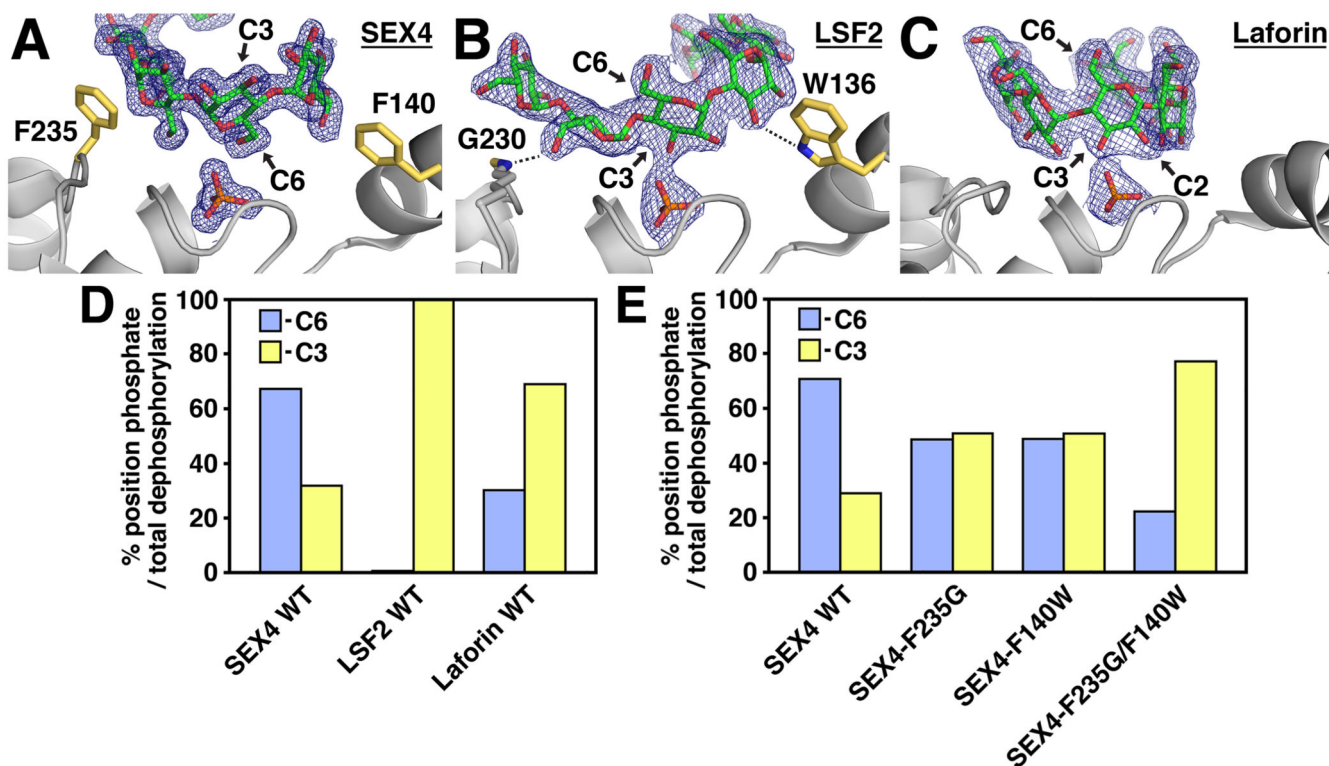 A
C3
SEX4
F235
F140
C6
B
LSF2
C6
W136
G230
C3
C
Laforin
C6
C3
C2
D
% position phosphate
/ total dephosphorylation
100
80
60
40
20
0
-C6
-C3
SEX4 WT
LSF2 WT
Laforin WT
E
% position phosphate
/ total dephosphorylation
100
80
60
40
20
0
-C6
-C3
SEX4 WT
SEX4-F235G
SEX4-F140W
SEX4-F235G/F140W